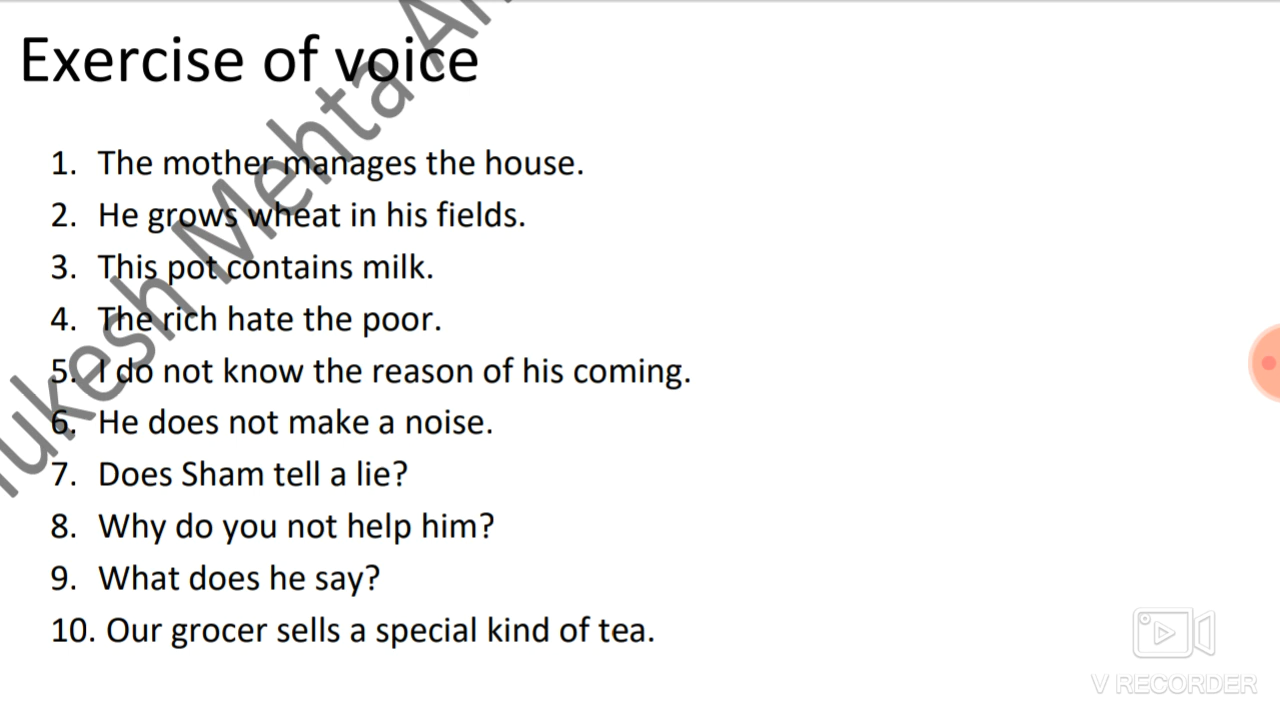 Exercise of voice
1. The mother manages the house.
2. He grows wheat in his fields.
3. This pot contains milk.
4. The rich hate the poor.
5. I do not know the reason of his coming.
6. He does not make a noise.
7. Does Sham tell a lie?
8. Why do you not help him?
9. What does he say?
10. Our grocer sells a special kind of tea.
Mehta
V RECORDER